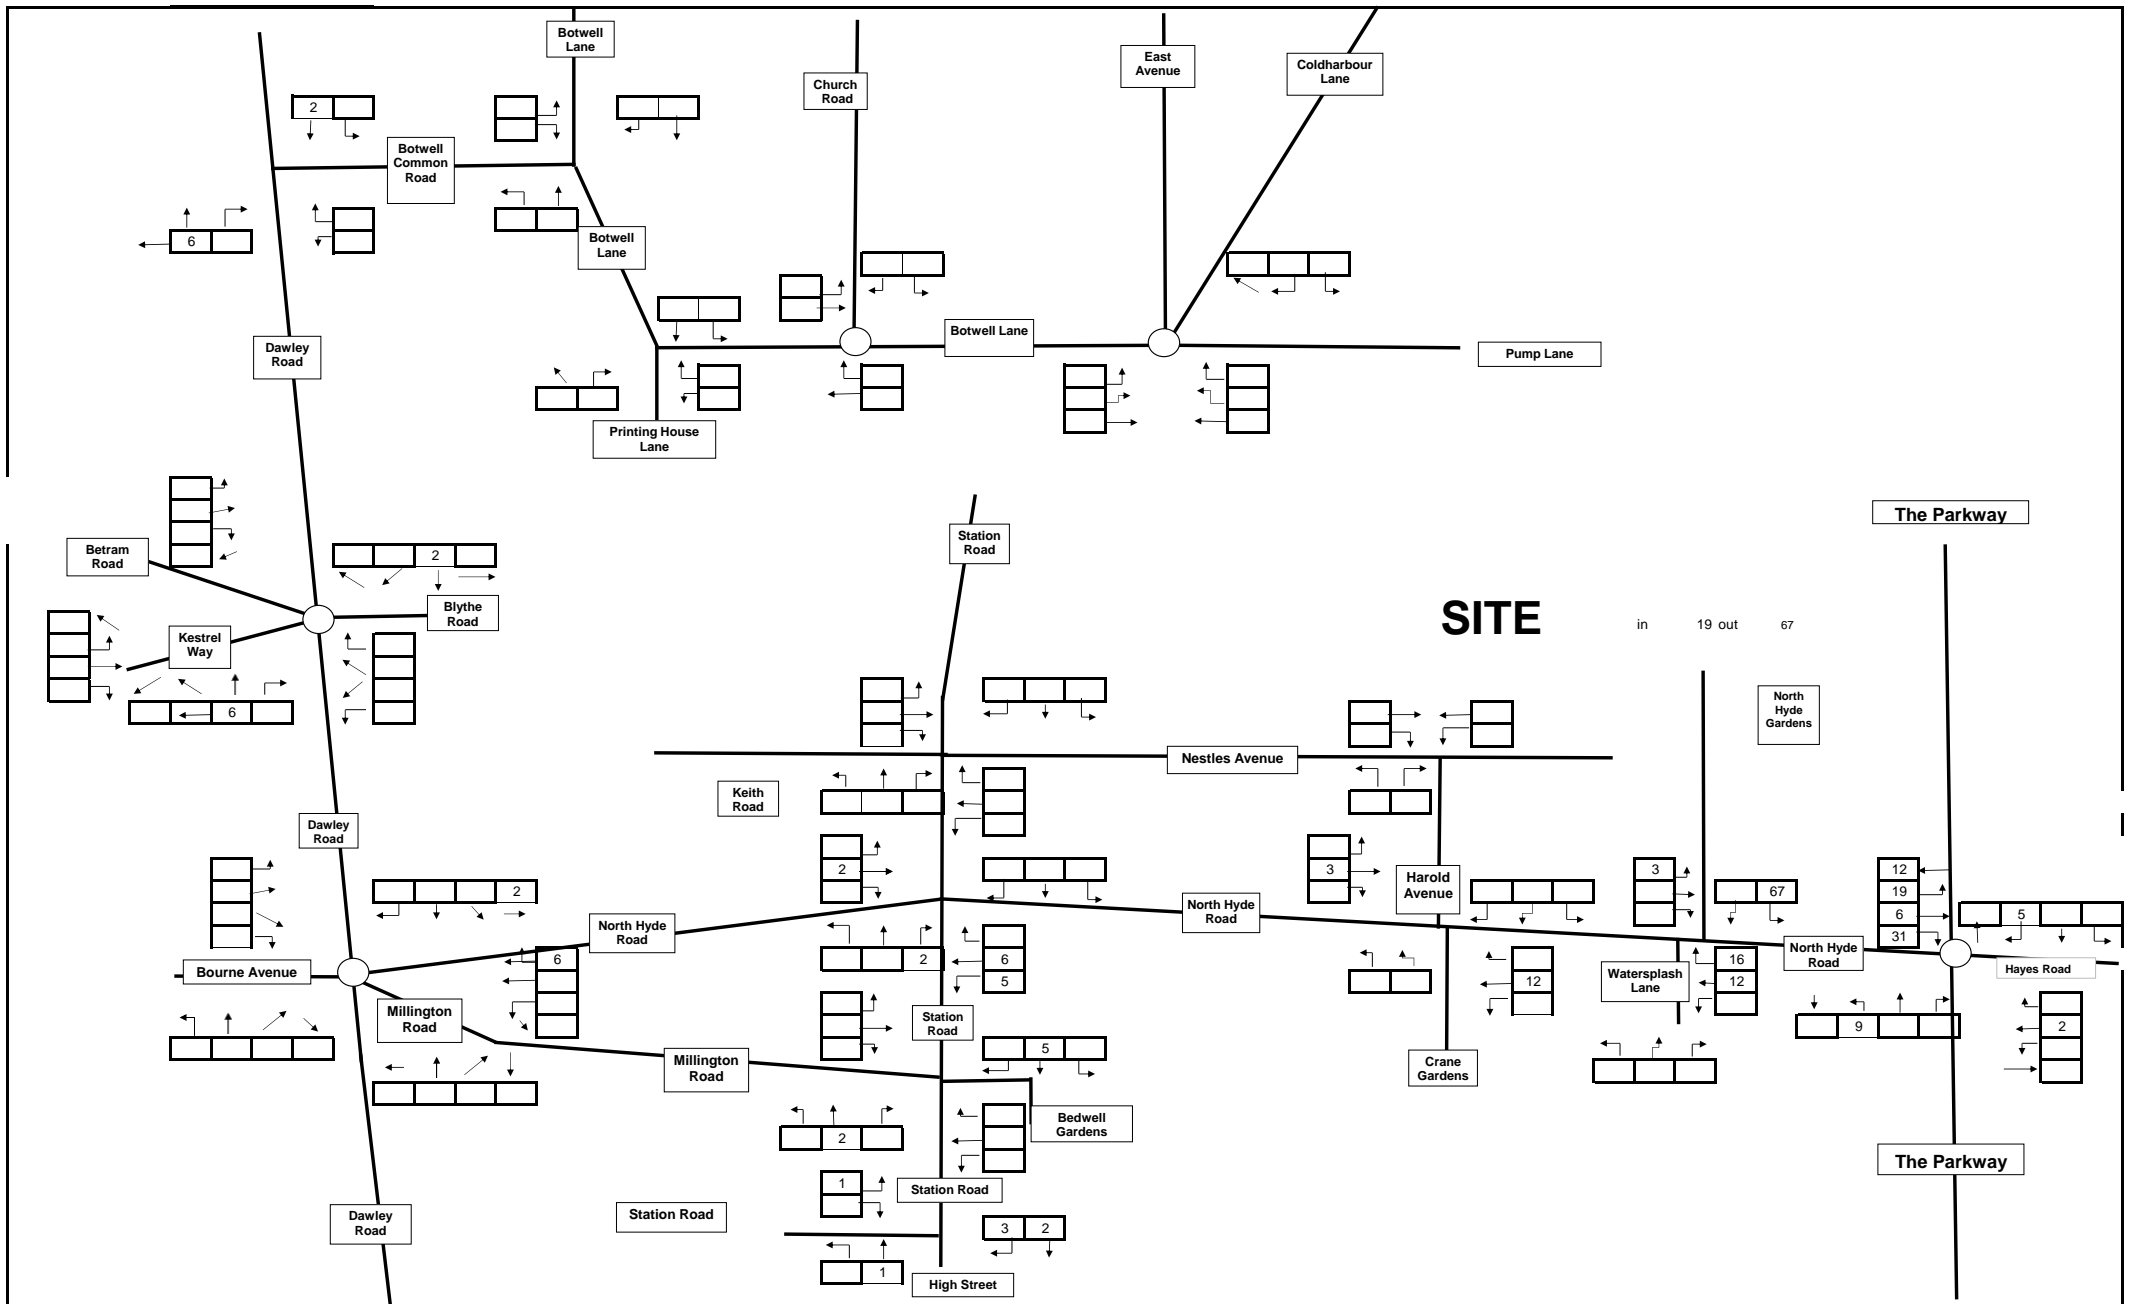 Botwell
Lane
East
Avenue
Coldharbour
Lane
Church
Road
2
Botwell
Common
Road
6
Botwell
Lane
Botwell Lane
Dawley
Road
Pump Lane
Printing House
Lane
The Parkway
Station
Road
Betram
Road
2
Blythe
Road
SITE
in 19 out 67
Kestrel
Way
6
North
Hyde
Gardens
Nestles Avenue
Keith
Road
Dawley
Road
2
3
Harold
Avenue
3
67
12
19
6
31
5
2
North Hyde
Road
North Hyde
Road
North Hyde
Road
Hayes Road
Bourne Avenue
6
2
6
5
12
Watersplash
Lane
16
12
Millington
Road
Station
Road
9
2
Millington
Road
5
Crane
Gardens
2
Bedwell
Gardens
The Parkway
1
Station Road
Dawley
Road
Station Road
3 2
1
High Street